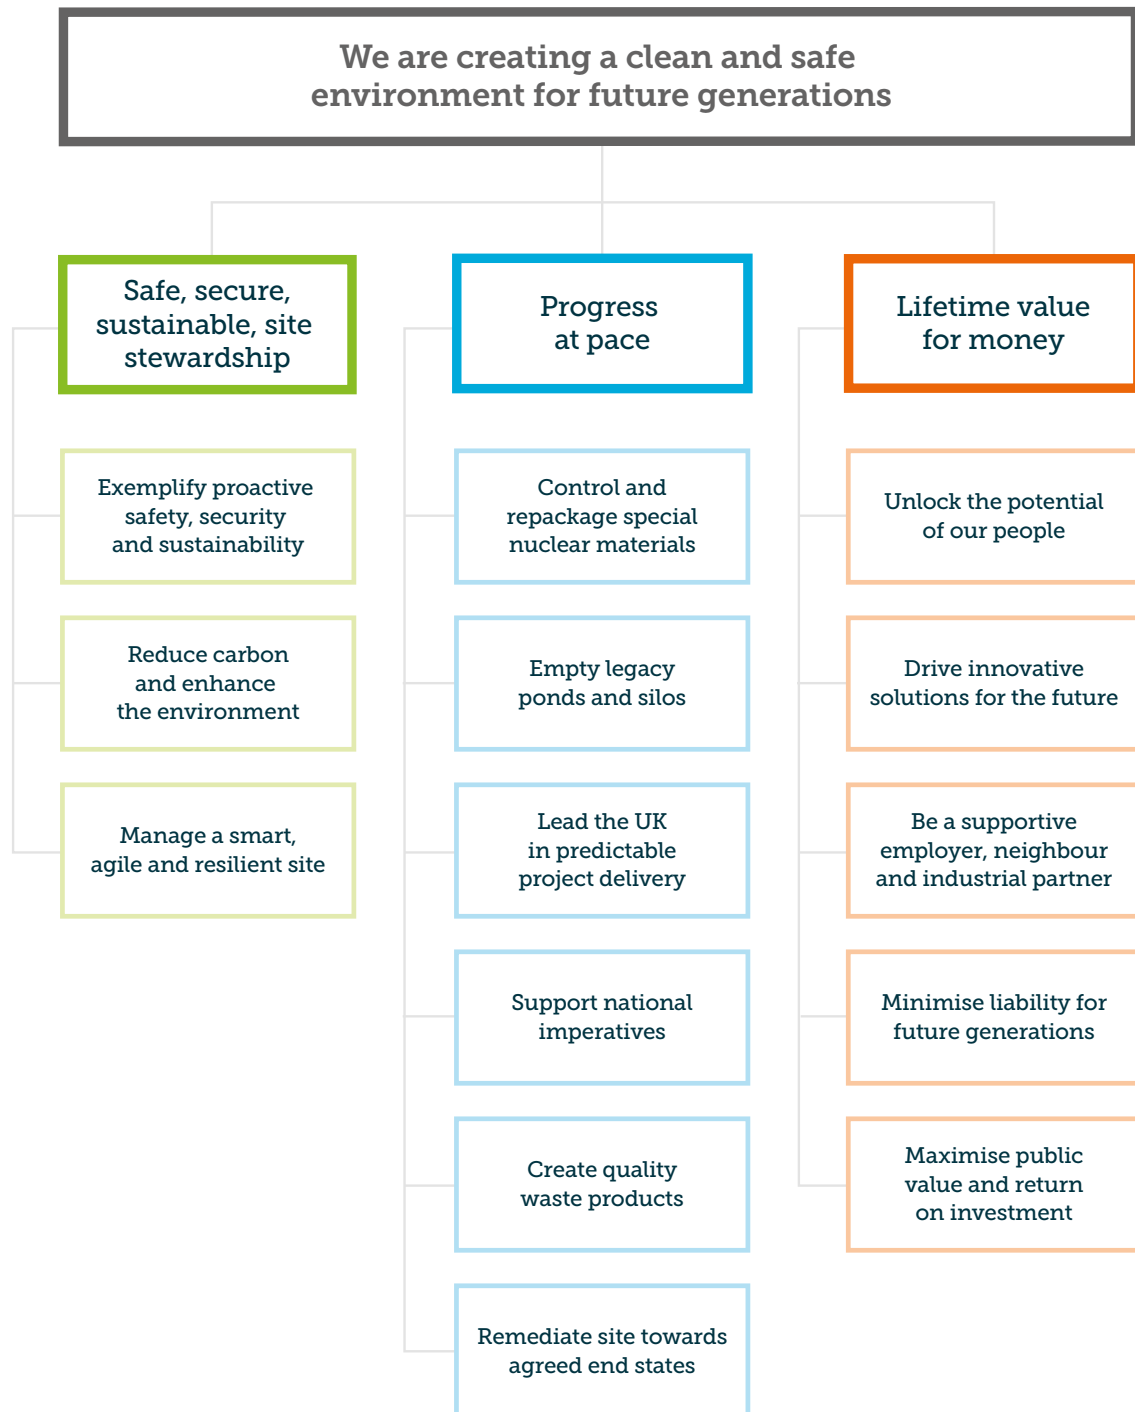 We are creating a clean and safe
environment for future generations
Safe, secure,
sustainable, site
stewardship
Exemplify proactive
safety, security
and sustainability
Reduce carbon
and enhance
the environment
Manage a smart,
agile and resilient site
Progress
at pace
Control and
repackage special
nuclear materials
Empty legacy
ponds and silos
Lead the UK
in predictable
project delivery
Support national
imperatives
Create quality
waste products
Remediate site towards
agreed end states
Lifetime value
for money
Unlock the potential
of our people
Drive innovative
solutions for the future
Be a supportive
employer, neighbour
and industrial partner
Minimise liability for
future generations
Maximise public
value and return
on investment